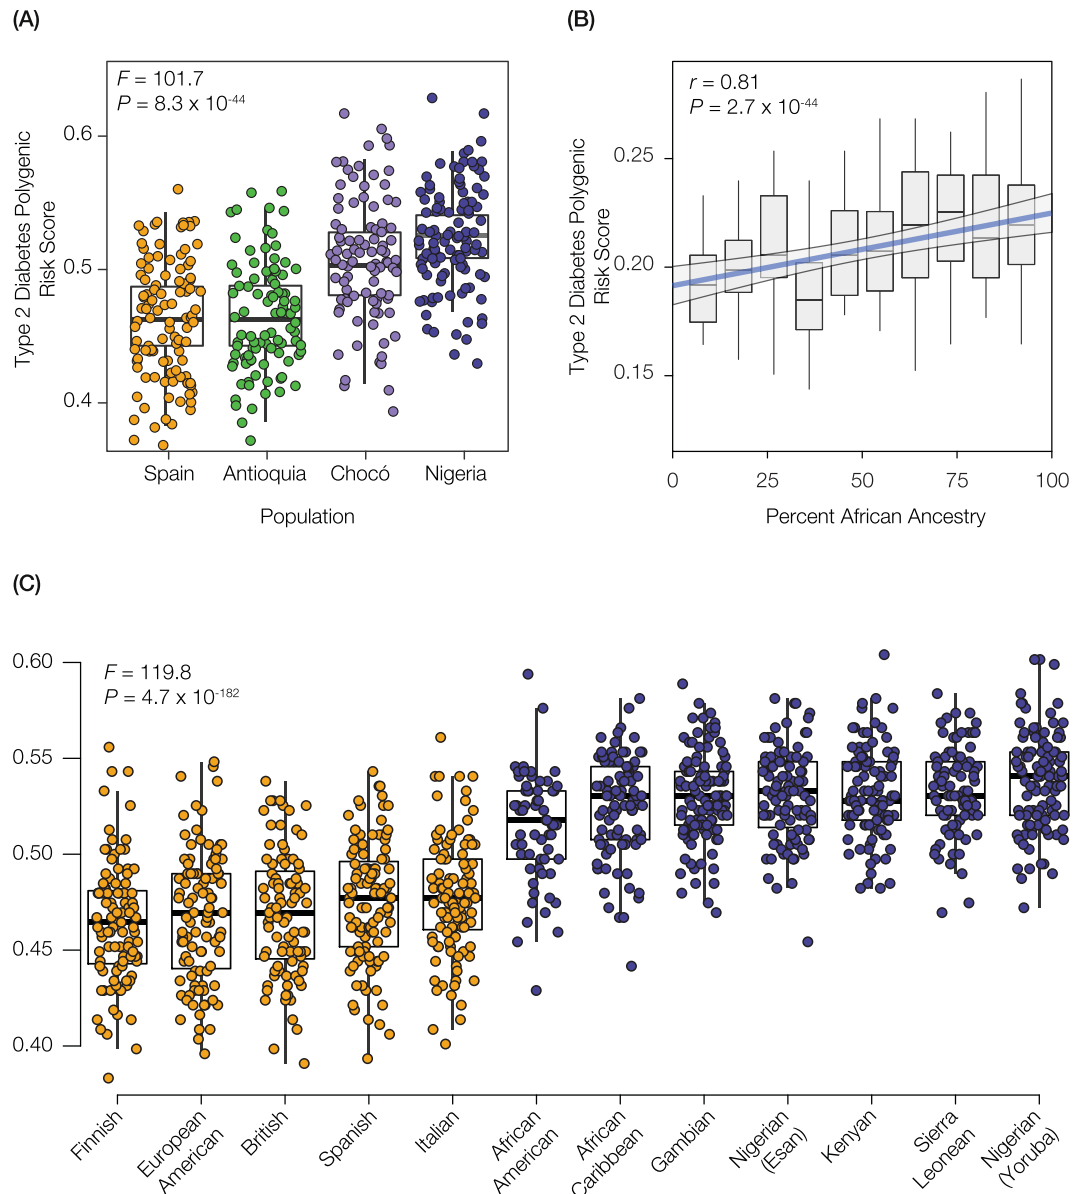 (A)
F = 101.7
P = 8.3 x 10-44
Type 2 Diabetes Polygenic
Risk Score
0.6
0.5
0.4
Spain Antioquia Chocó Nigeria
Population
(B)
r = 0.81
P = 2.7 x 10-44
Type 2 Diabetes Polygenic
Risk Score
0.25
0.20
0.15
0 25 50 75 100
Percent African Ancestry
(C)
F = 119.8
P = 4.7 x 10-182
0.60
0.55
0.50
0.45
0.40
Finnish
European
American
British
Spanish
Italian
African
American
African
Caribbean
Gambian
Nigerian
(Esan)
Kenyan
Sierra
Leonean
Nigerian
(Yoruba)